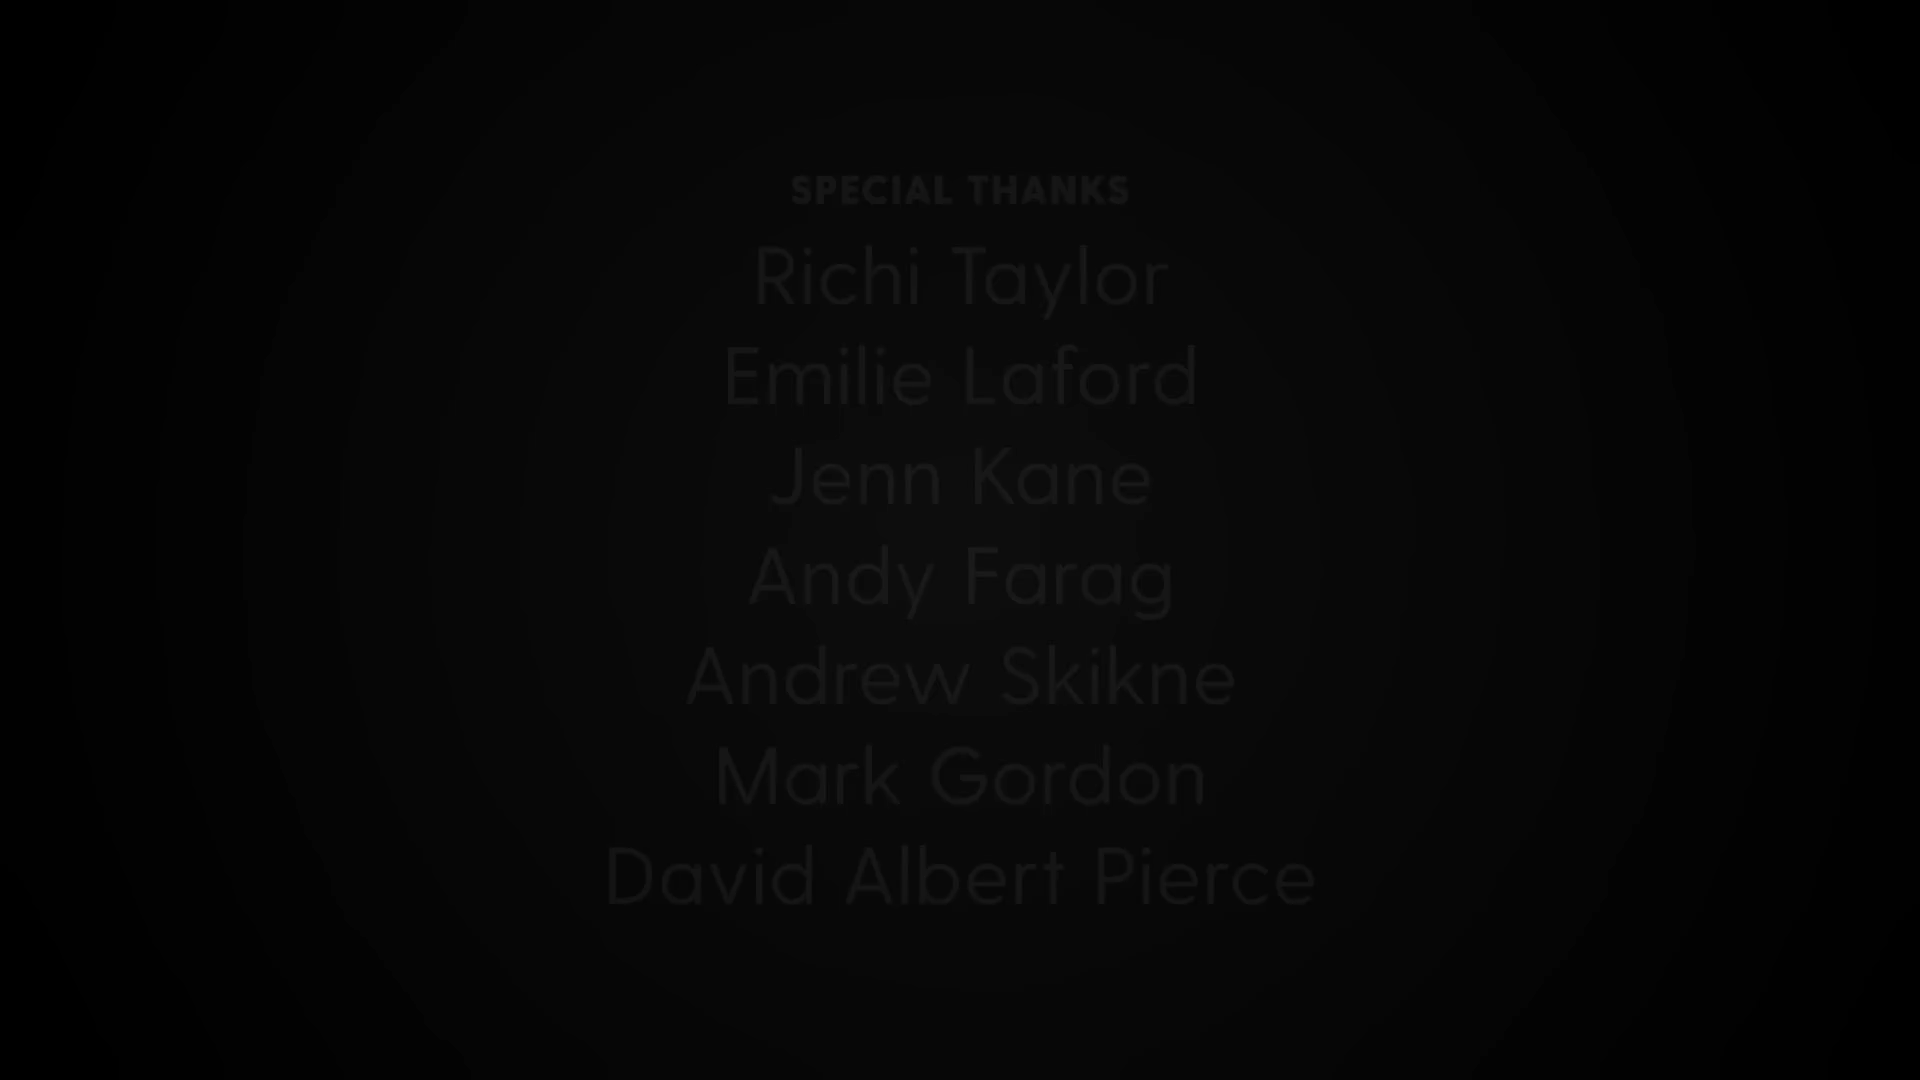 SPECIAL THANKS
Richi Taylor
Emilie Laford
Jenn Kane
Andy Farag
Andrew Skikne
Mark Gordon
David Albert Pierce